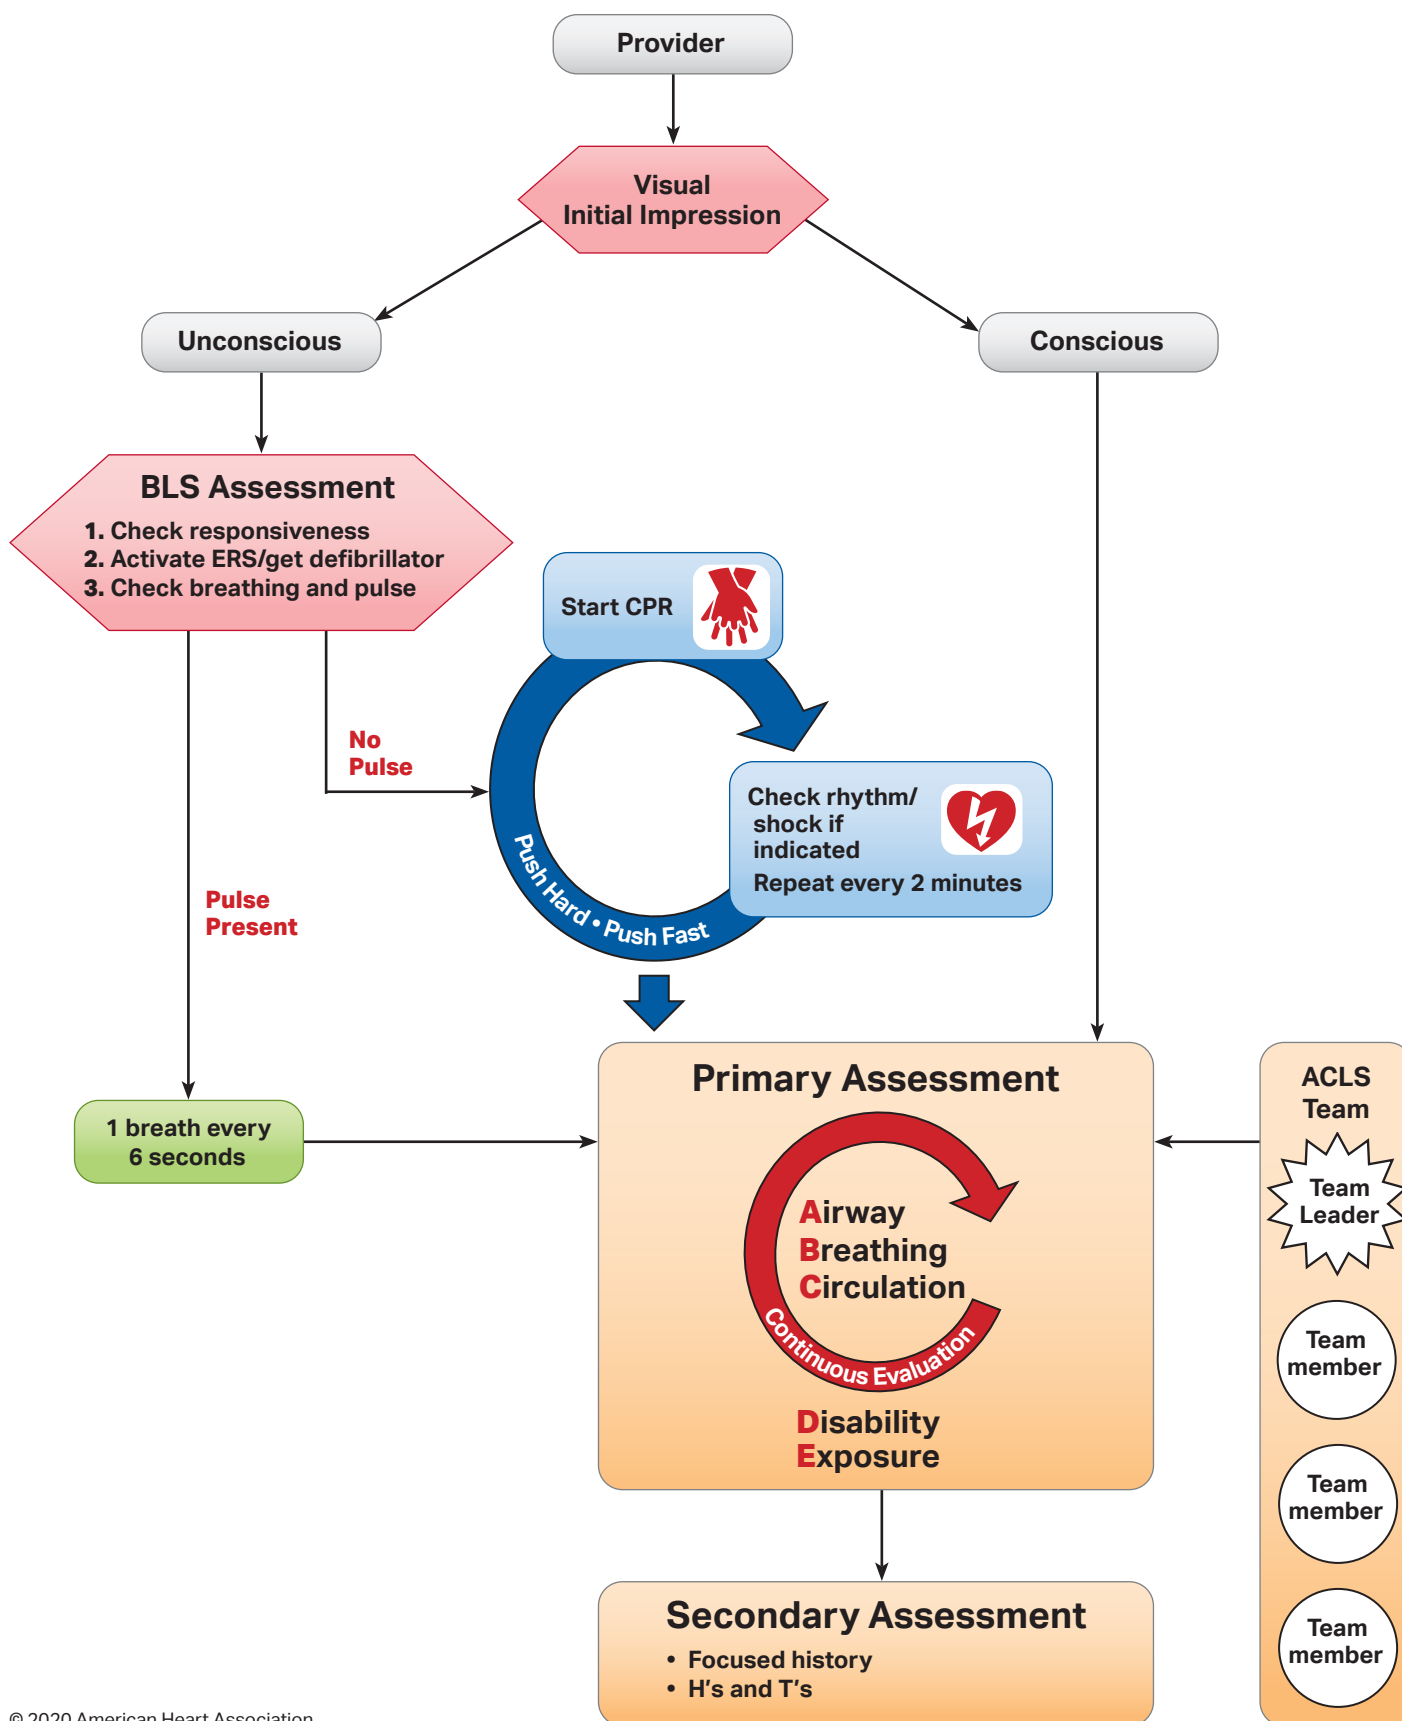 Provider
Visual
Initial Impression
Unconscious
Conscious
BLS Assessment
1. Check responsiveness
2. Activate ERS/get defibrillator
3. Check breathing and pulse
Start CPR
No
Pulse
Check rhythm/
shock if
indicated
Repeat every 2 minutes
Push Hard • Push Fast
Pulse
Present
1 breath every
6 seconds
Primary Assessment
Airway
Breathing
Circulation
Continuous Evaluation
Disability
Exposure
ACLS
Team
Team
Leader
Team
member
Team
member
Team
member
Secondary Assessment
• Focused history
• H's and T's
© 2020 American Heart Association